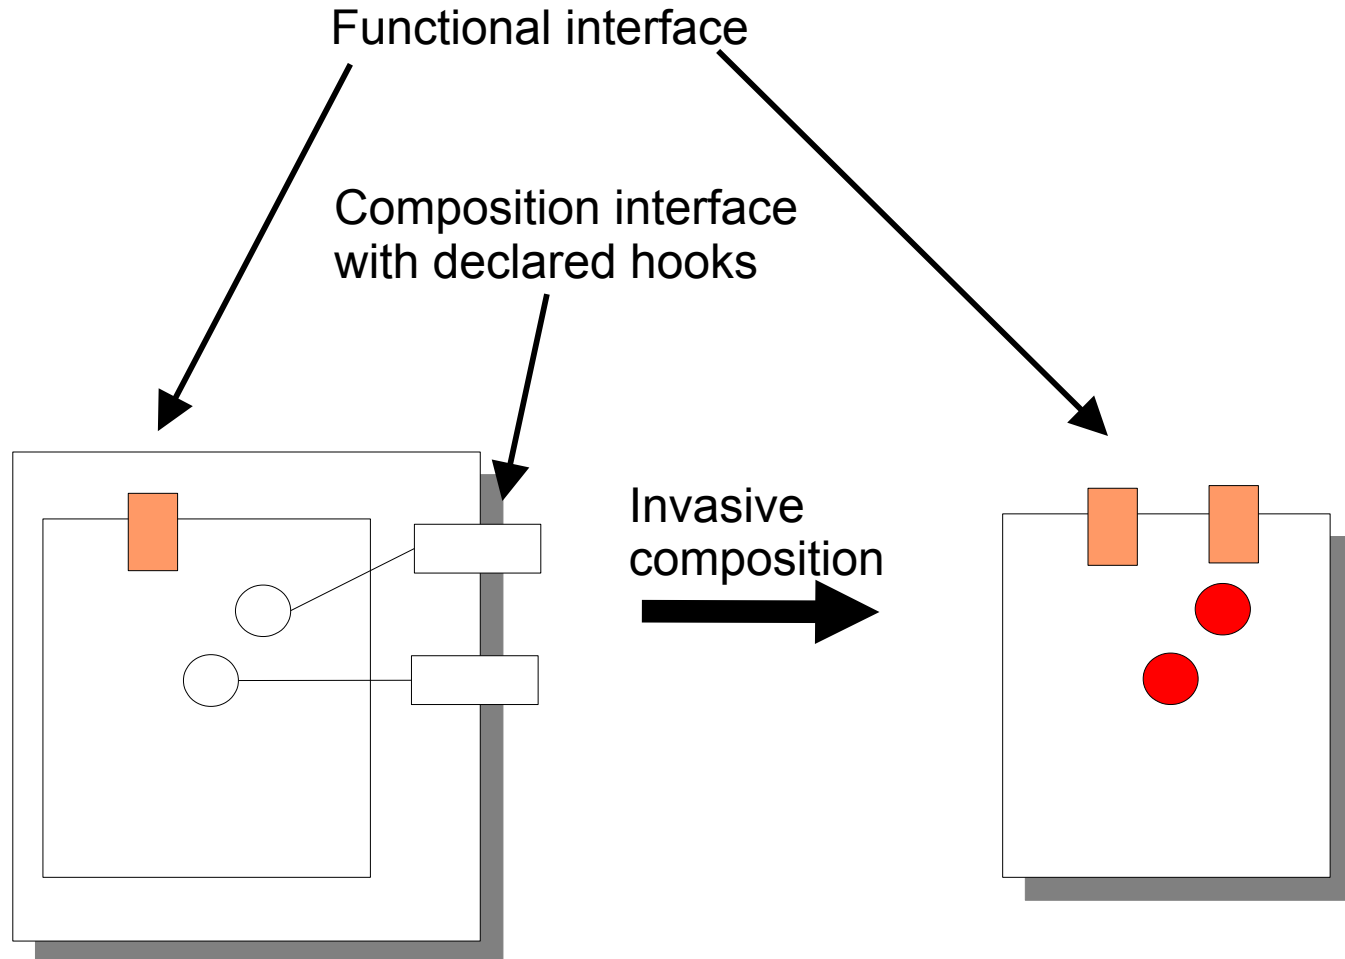 Functional interface
Composition interface
with declared hooks
Invasive
composition